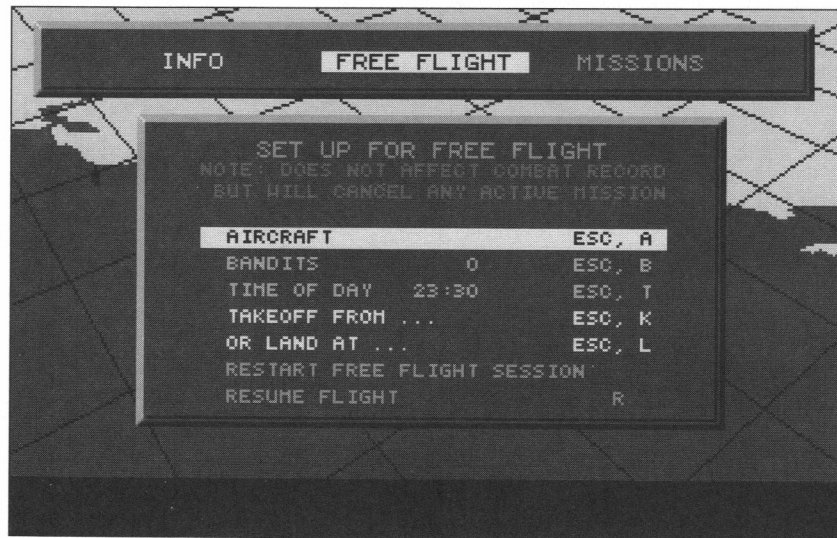 INFO FREE FLIGHT MISSIONS
SET UP FOR FREE FLIGHT
NOTE: DOES NOT AFFECT COMBAT RECORD
BUT WILL CANCEL ANY ACTIVE MISSION
AIRCRAFT ESC, A
BANDITS 0 ESC, B
TIME OF DAY 23:30 ESC, T
TAKEOFF FROM ... ESC, K
OR LAND AT ... ESC, L
RESTART FREE FLIGHT SESSION
RESUME FLIGHT R